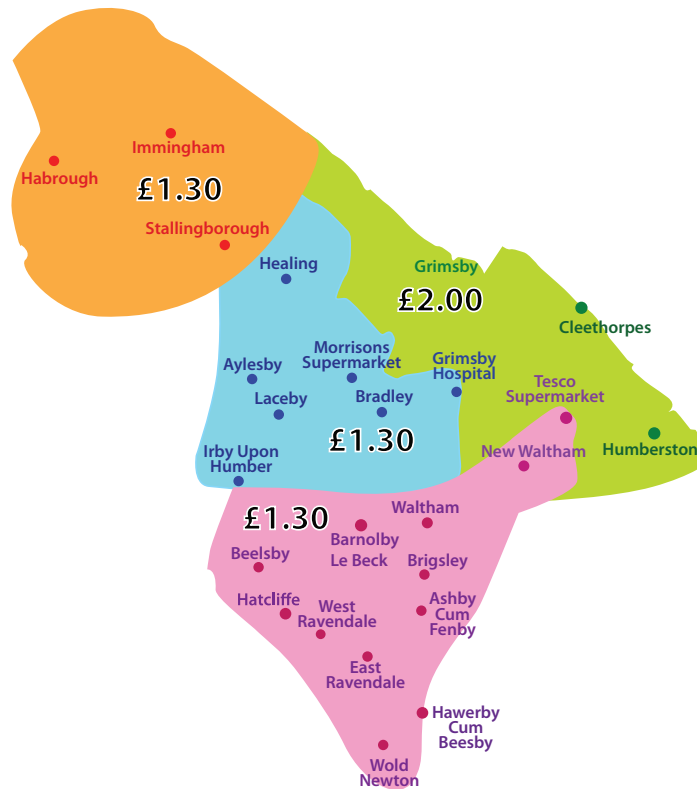 Immingham
Habrough
£1.30
Stallingborough
Healing
Grimsby
£2.00
Cleethorpes
Morrisons
Supermarket
Grimsby
Hospital
Aylesby
Laceby
Bradley
Tesco
Supermarket
£1.30
Irby Upon
Humber
New Waltham
Humberston
£1.30
Waltham
Barnolby
Le Beck
Beelsby
Brigsley
Hatcliffe
West
Ravendale
Ashby
Cum
Fenby
East
Ravendale
Hawerby
Cum
Beesby
Wold
Newton